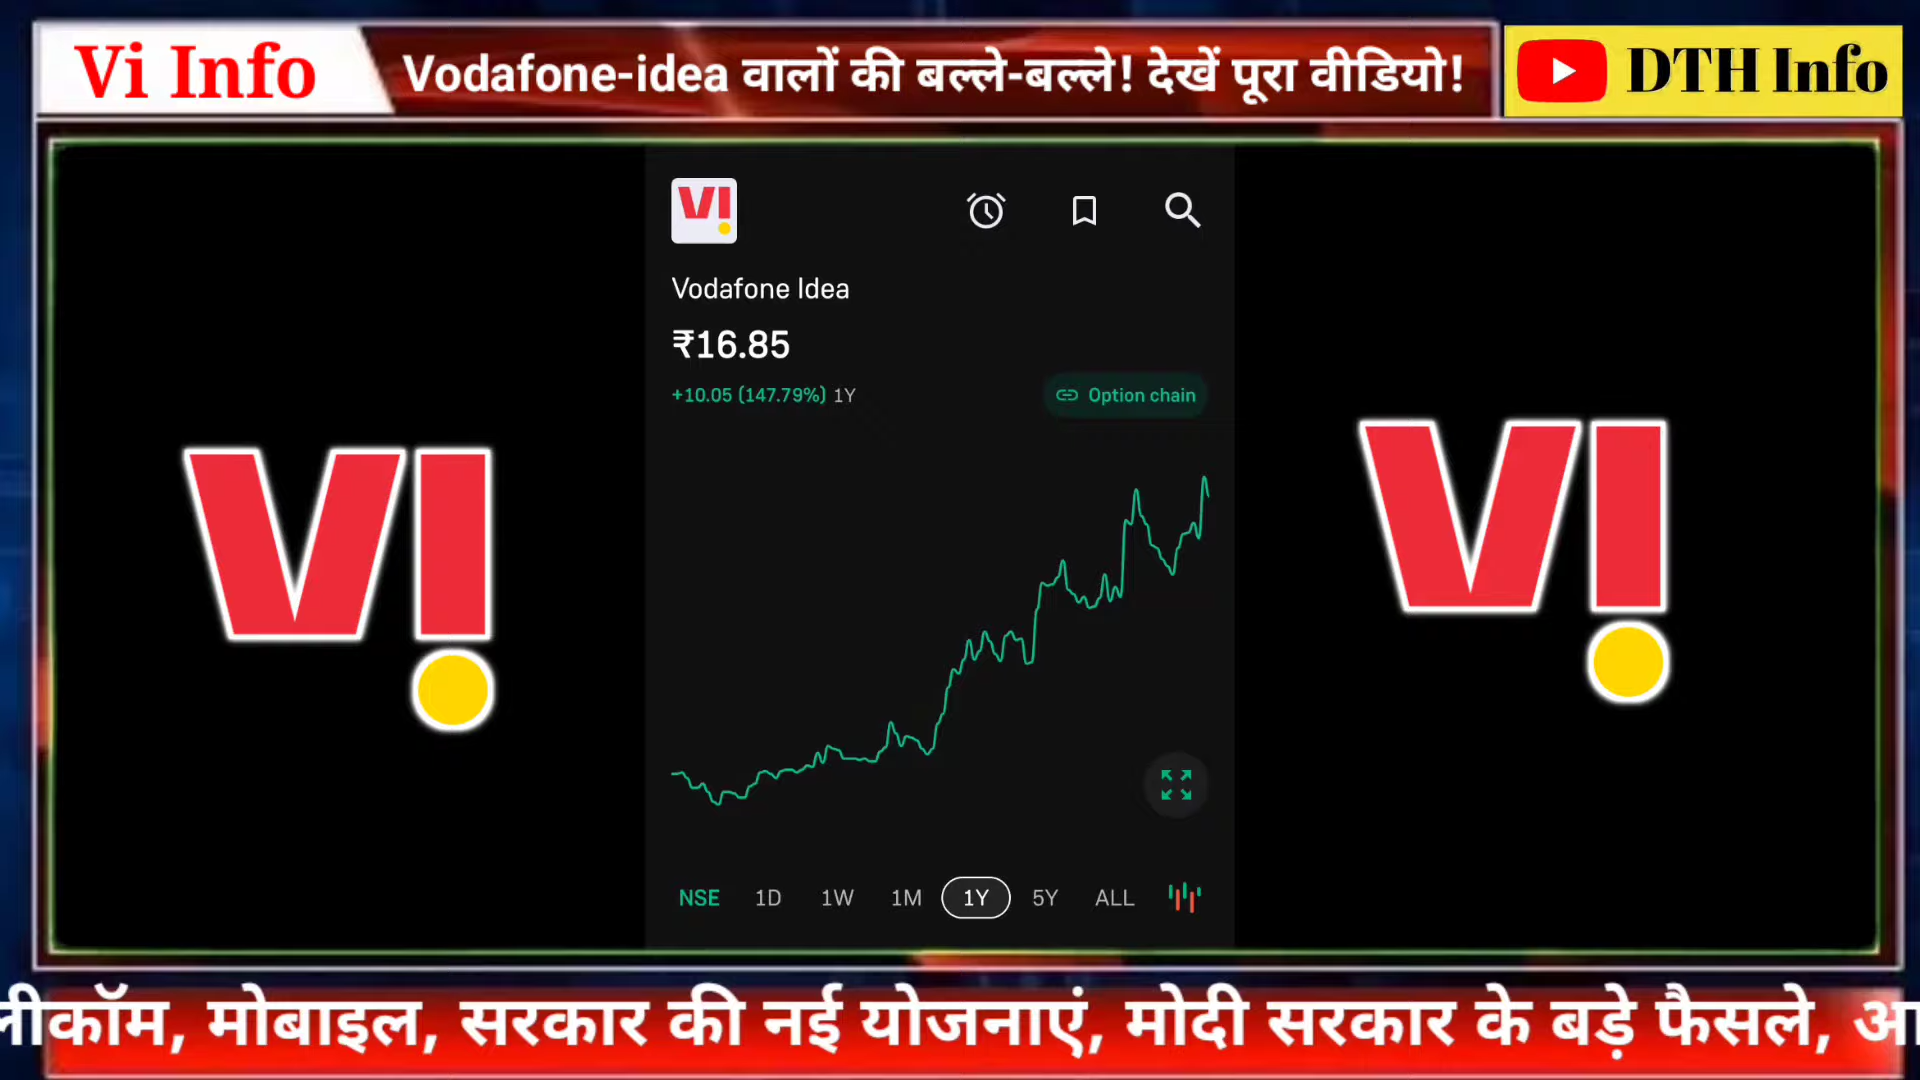 Vi Info
Vodafone-idea वालों की बल्ले-बल्ले! देखें पूरा वीडियो!
DTH Info
VI
Vodafone Idea
₹16.85
+10.05 (147.79%) 1Y
Option chain
VI
VI
NSE 1D 1W 1M 1Y 5Y ALL
मोबाइल, सरकार की नई योजनाएं, मोदी सरकार के बड़े फैसले,